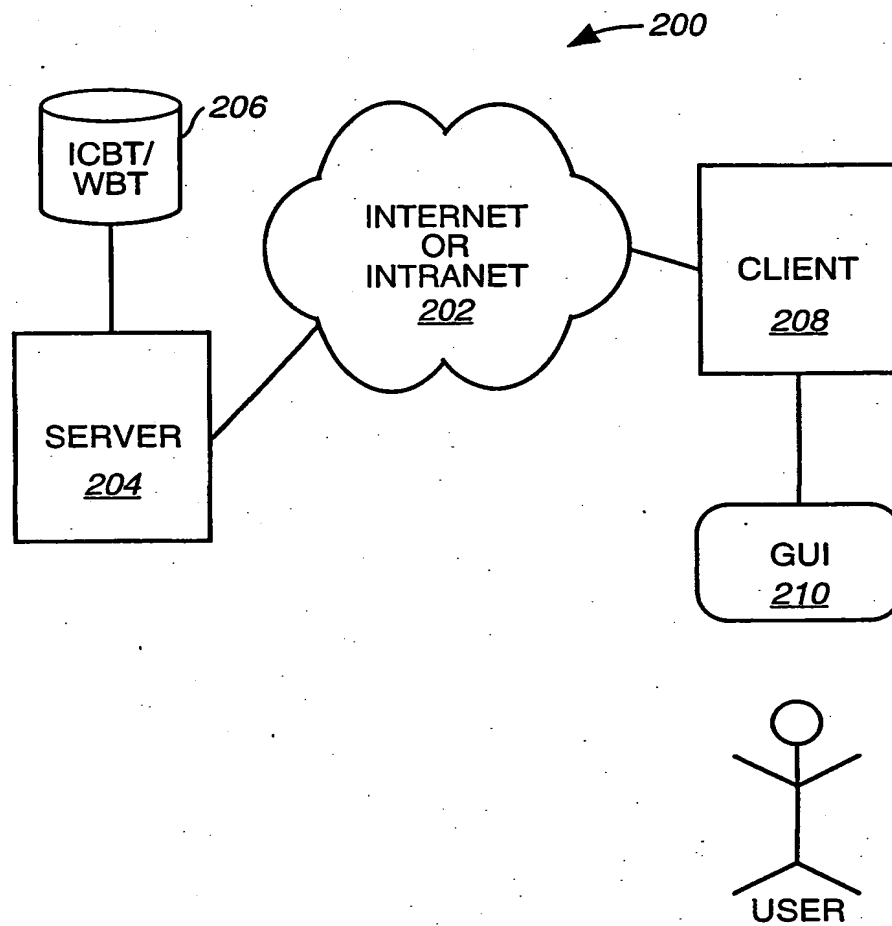 200
206
ICBT/
WBT
INTERNET
OR
INTRANET
202
CLIENT
208
SERVER
204
GUI
210
USER